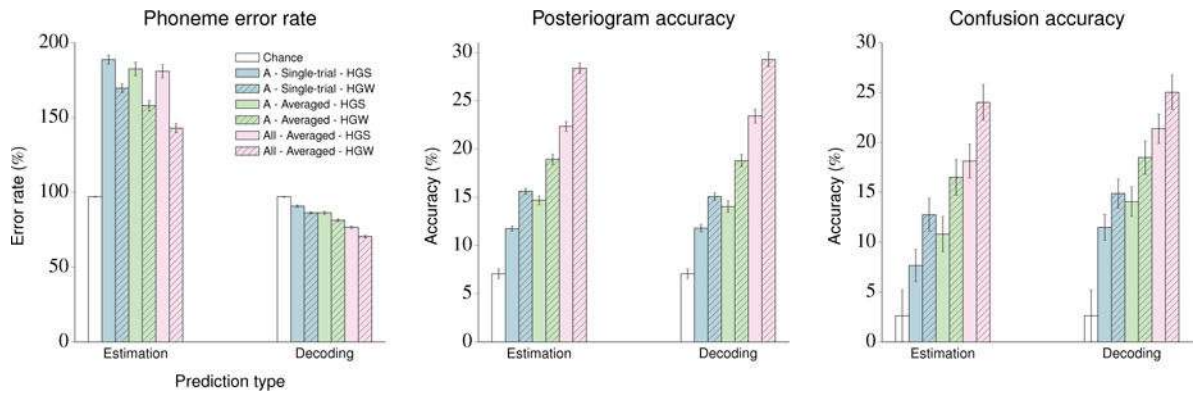 Phoneme error rate
Posteriogram accuracy
Confusion accuracy
Error rate (%)
200
150
100
50
0
Chance
A - Single-trial - HGS
A - Single-trial - HGW
A - Averaged - HGS
A - Averaged - HGW
All - Averaged - HGS
All - Averaged - HGW
Estimation
Decoding
Prediction type
Accuracy (%)
30
25
20
15
10
5
0
Estimation
Decoding
Accuracy (%)
30
25
20
15
10
5
0
Estimation
Decoding